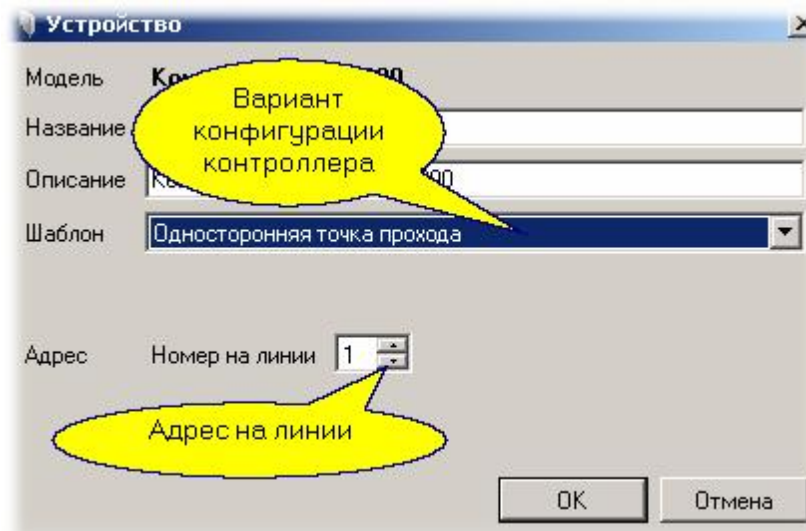 Устройство
Модель
Вариант
конфигурации
контроллера
Название
Описание
Шаблон Односторонняя точка прохода
Адрес Номер на линии 1
Адрес на линии
OK Отмена